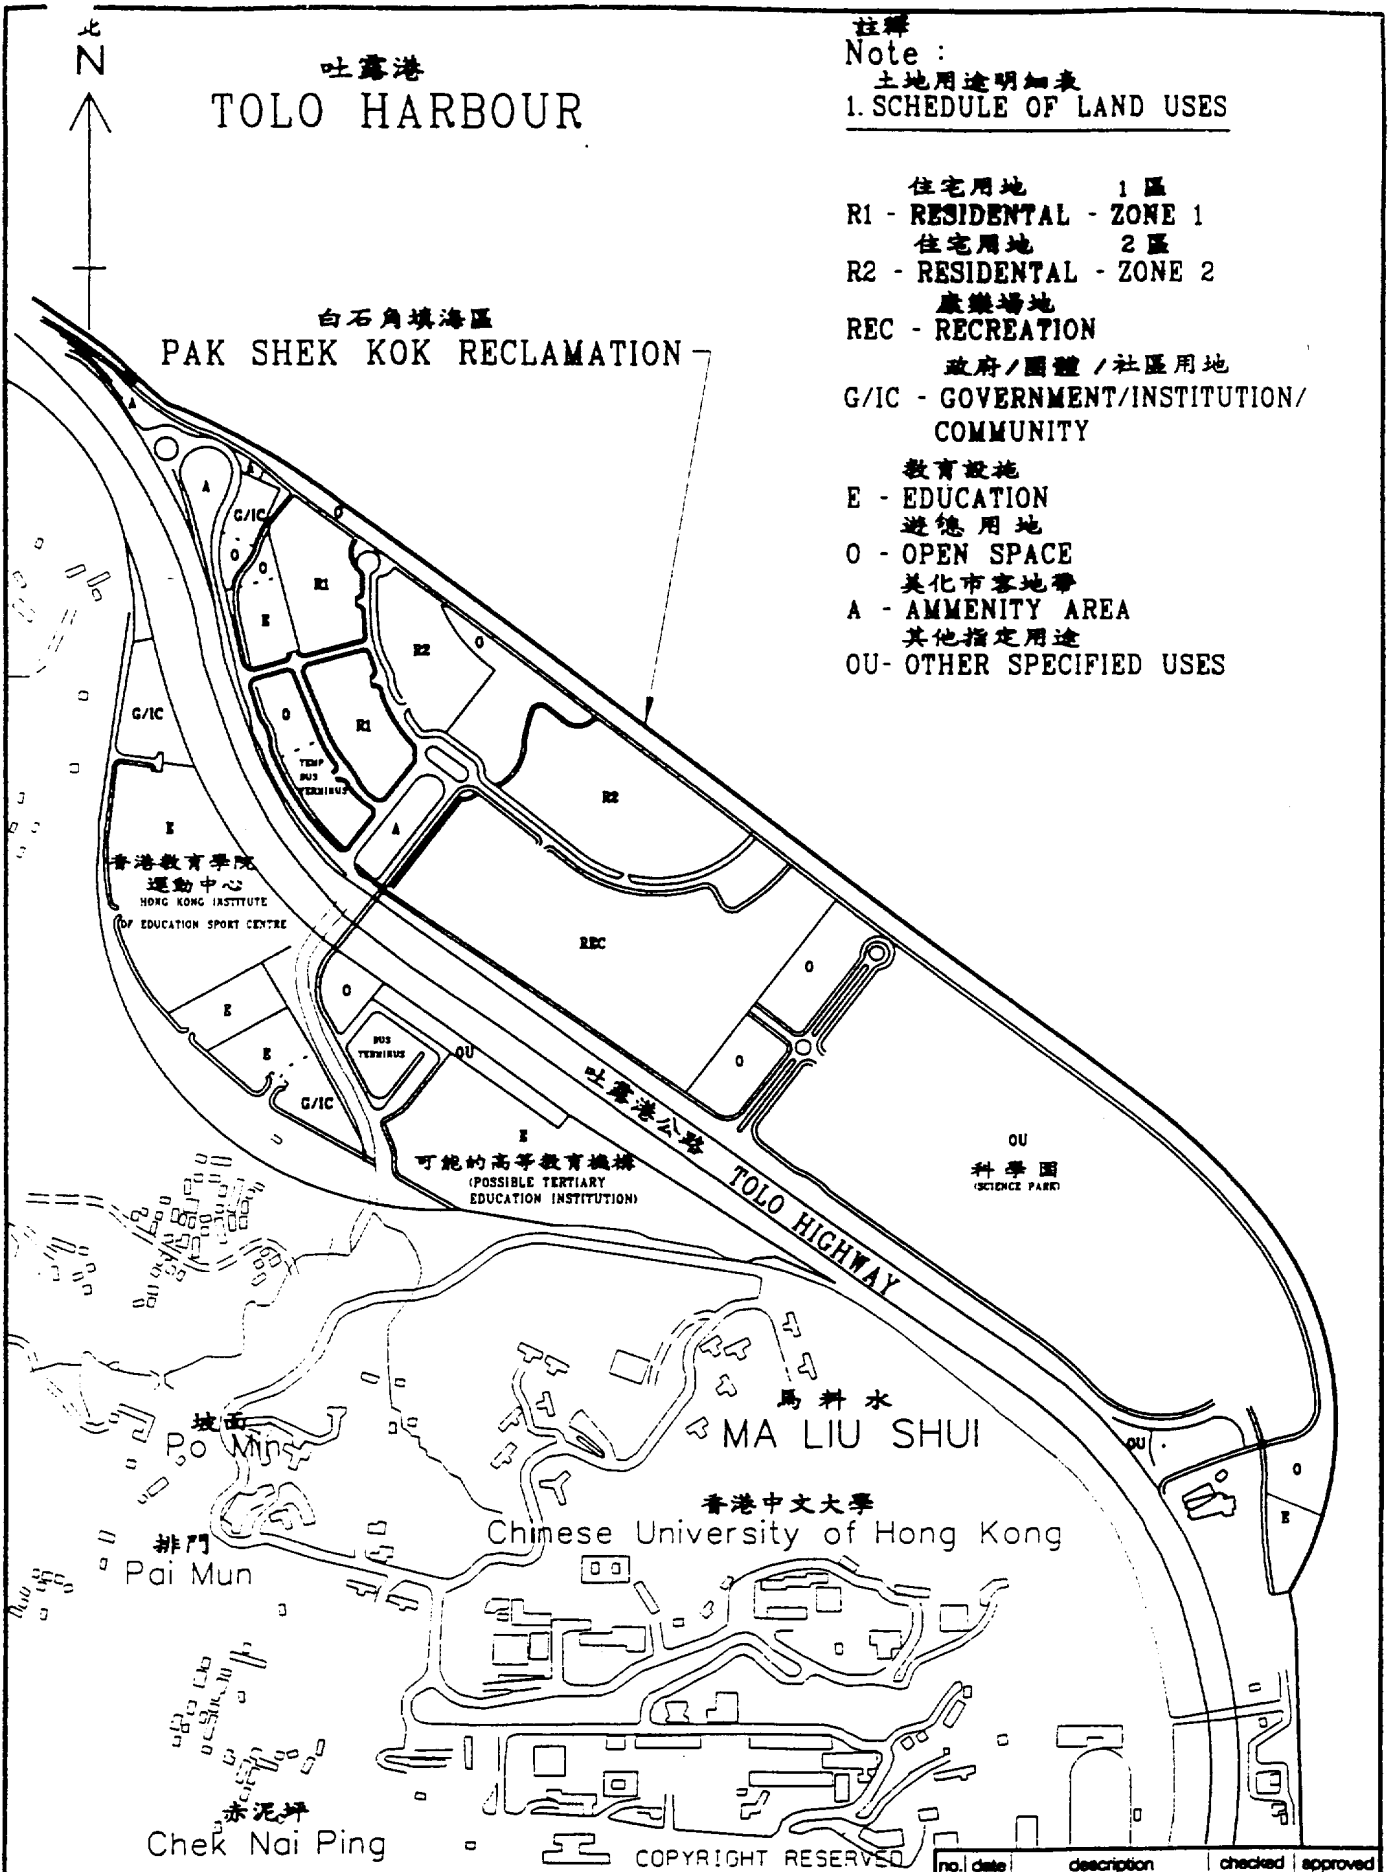 北
N
吐露港
TOLO HARBOUR
註釋
Note :
土地用途明細表
1. SCHEDULE OF LAND USES
住宅用地 1 區
R1 - RESIDENTAL - ZONE 1
住宅用地 2 區
R2 - RESIDENTAL - ZONE 2
康樂場地
REC - RECREATION
政府/團體/社區用地
G/IC - GOVERNMENT/INSTITUTION/
COMMUNITY
教育設施
E - EDUCATION
遊憩用地
O - OPEN SPACE
美化市容地帶
A - AMMENITY AREA
其他指定用途
OU- OTHER SPECIFIED USES
白石角填海區
PAK SHEK KOK RECLAMATION
A
A
A
O
G/IC
O
O
R1
E
R2
O
G/IC
O
R1
TEMP
BUS
TERMINUS
R2
A
E
香港教育學院
運動中心
HONG KONG INSTITUTE
OF EDUCATION SPORT CENTRE
REC
O
O
E
O
BUS
TERMINUS
OU
E
G/IC
吐露港公路 TOLO HIGHWAY
E
可能的高等教育機構
(POSSIBLE TERTIARY
EDUCATION INSTITUTION)
OU
科學園
(SCIENCE PARK)
坡面
Po Min
馬料水
MA LIU SHUI
OU
O
E
香港中文大學
Chinese University of Hong Kong
排門
Pai Mun
赤泥坪
Chek Nai Ping
COPYRIGHT RESERVED
no. date description checked approved